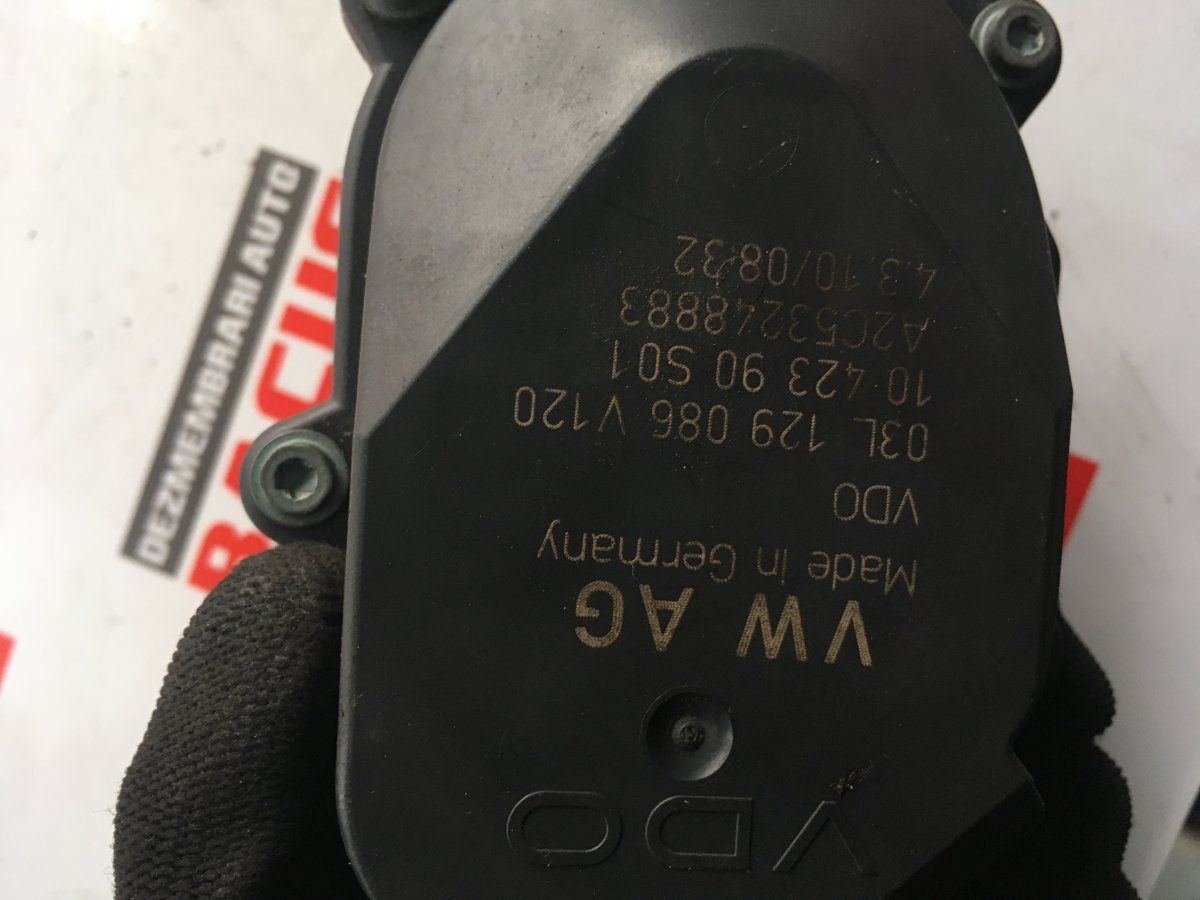 VDO
VW AG
Made in Germany
VDO
03L 129 086 V120
10 423 90 S01
A2C53248883
4.3.10/08:32
DEZMEMBRARI AUTO
BACUS